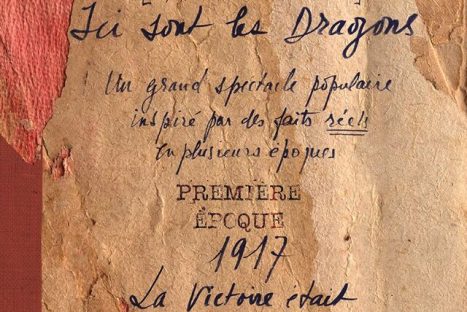 Ici sont les Dragons
Un grand spectacle populaire
inspiré par des faits réels
en plusieurs époques
PREMIÈRE
ÉPOQUE
1917
La Victoire était